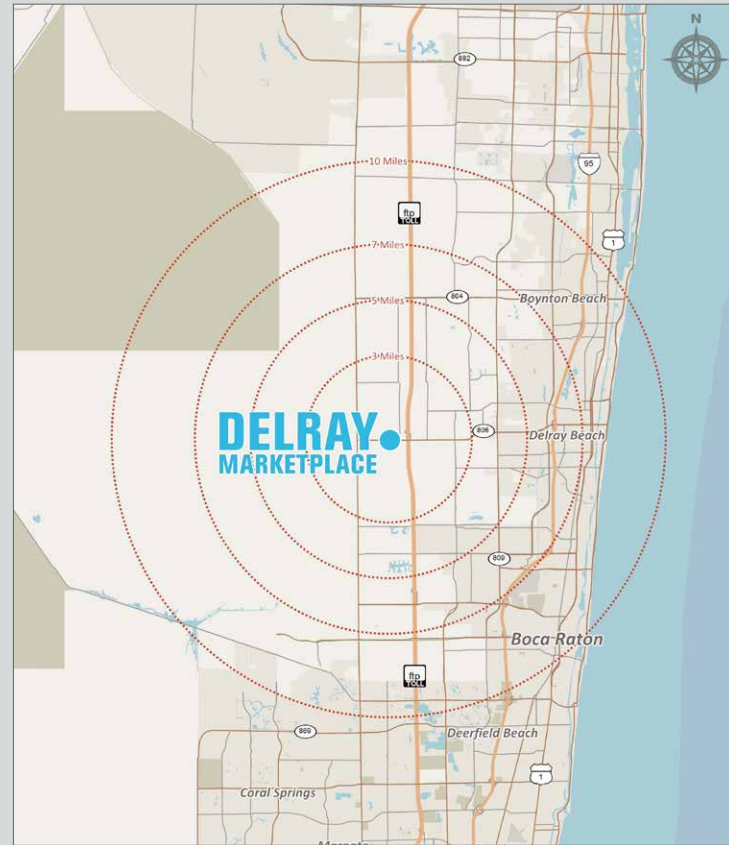 N
882
10 Miles
95
ftp
TOLL
7 Miles
1
804
Boynton Beach
5 Miles
3 Miles
DELRAY
MARKETPLACE
806
Delray Beach
809
Boca Raton
ftp
TOLL
869
Deerfield Beach
1
Coral Springs